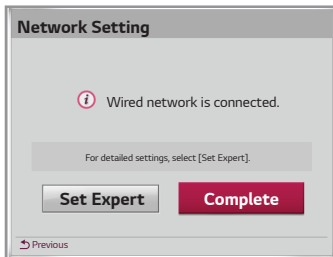 Network Setting
Wired network is connected.
For detailed settings, select [Set Expert].
Set Expert Complete
Previous